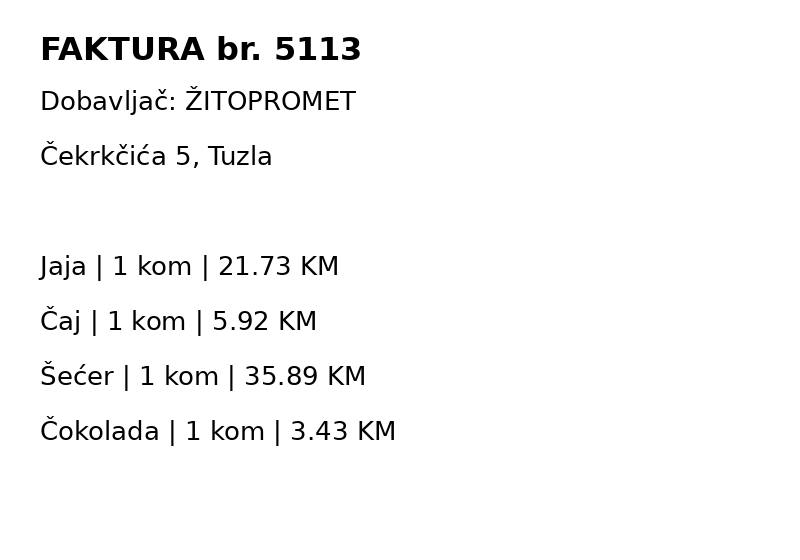 FAKTURA br. 5113
Dobavljač: ŽITOPROMET
Čekrkčića 5, Tuzla
Jaja | 1 kom | 21.73 KM
Čaj | 1 kom | 5.92 KM
Šećer | 1 kom | 35.89 KM
Čokolada | 1 kom | 3.43 KM